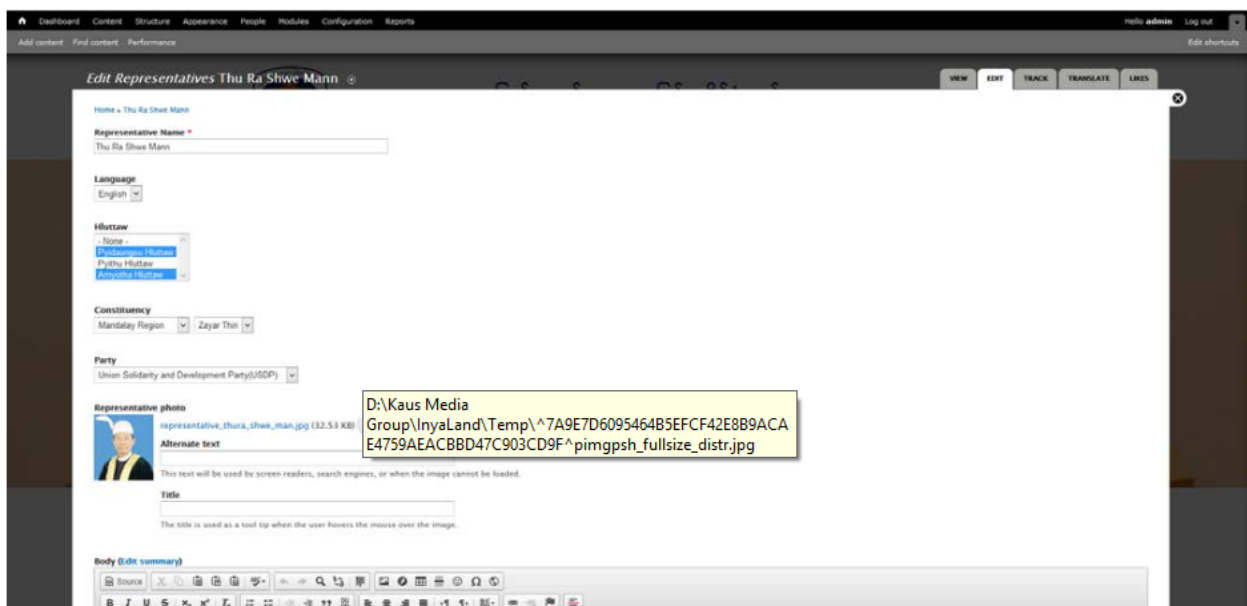 Dashboard Content Structure Appearance People Modules Configuration Reports
Hello admin Log out
Add content Find content Performance
Edit shortcuts
Edit Representatives Thu Ra Shwe Mann
VIEW EDIT TRACK TRANSLATE LIKES
Home » Thu Ra Shwe Mann
Representative Name *
Thu Ra Shwe Mann
Language
English
Hluttaw
- None -
Pyidaungsu Hluttaw
Pyithu Hluttaw
Amyotha Hluttaw
Constituency
Mandalay Region Zayar Thin
Party
Union Solidarity and Development Party(USDP)
Representative photo
representative_thura_shwe_man.jpg (32.53 KB)
D:\Kaus Media
Group\InyaLand\Temp\^7A9E7D6095464B5EFCF42E8B9ACA
E4759AEACBBD47C903CD9F^pimgpsh_fullsize_distr.jpg
Alternate text
This text will be used by screen readers, search engines, or when the image cannot be loaded.
Title
The title is used as a tool tip when the user hovers the mouse over the image.
Body (Edit summary)
Source
B I U S x x I